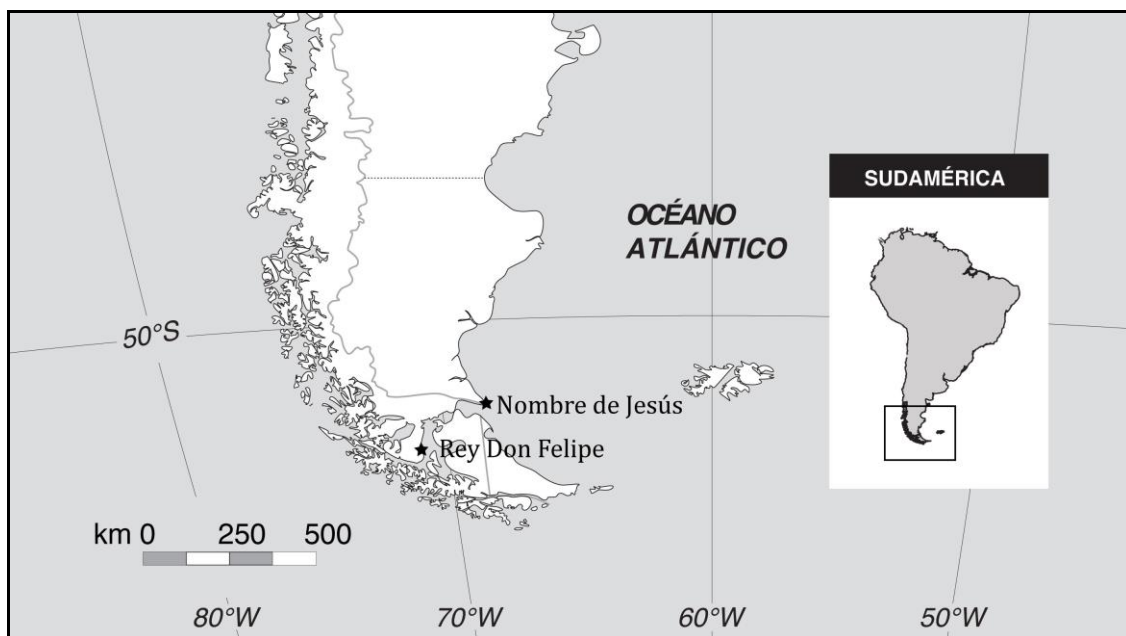 SUDAMÉRICA
OCÉANO
ATLÁNTICO
50°S
Nombre de Jesús
Rey Don Felipe
km 0 250 500
80°W 70°W 60°W 50°W